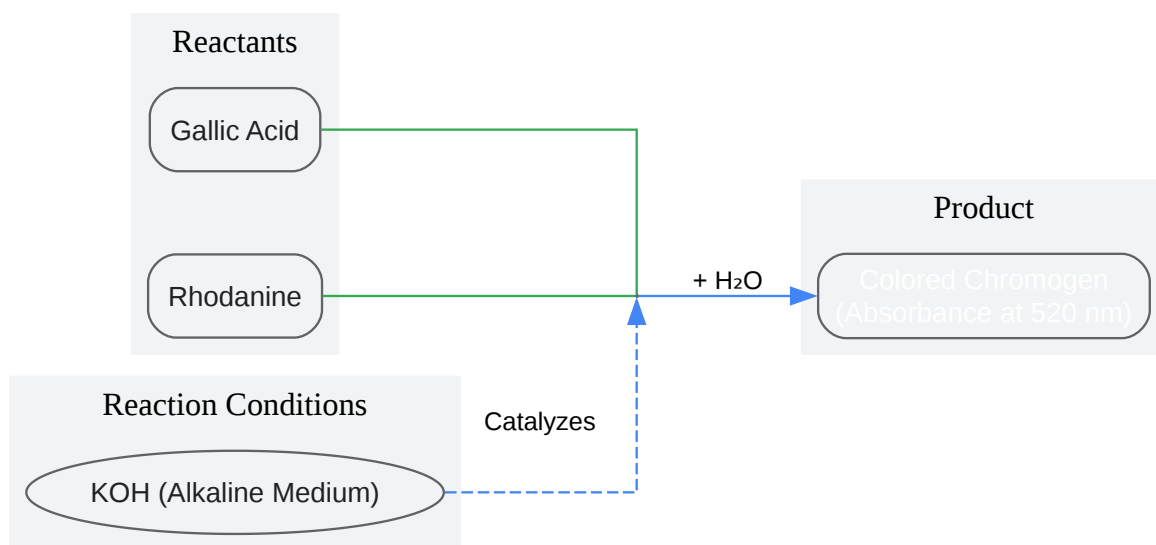 Reactants
Gallic Acid
Rhodanine
+ H₂O
Product
Colored Chromogen
(Absorbance at 520 nm)
Reaction Conditions
Catalyzes
KOH (Alkaline Medium)